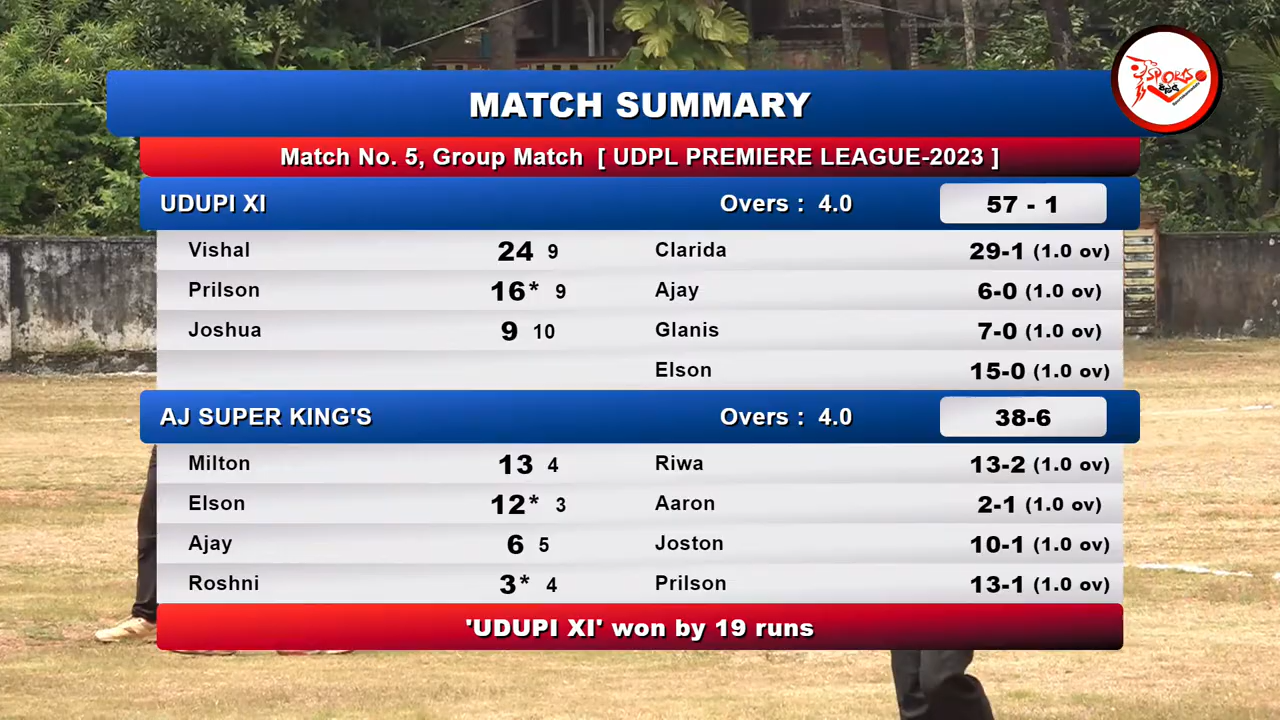 MATCH SUMMARY
SPORTS
Match No. 5, Group Match [ UDPL PREMIERE LEAGUE-2023 ]
UDUPI XI Overs : 4.0 57 - 1
Vishal 24 9 Clarida 29-1 (1.0 ov)
Prilson 16* 9 Ajay 6-0 (1.0 ov)
Joshua 9 10 Glanis 7-0 (1.0 ov)
Elson 15-0 (1.0 ov)
AJ SUPER KING'S Overs : 4.0 38-6
Milton 13 4 Riwa 13-2 (1.0 ov)
Elson 12* 3 Aaron 2-1 (1.0 ov)
Ajay 6 5 Joston 10-1 (1.0 ov)
Roshni 3* 4 Prilson 13-1 (1.0 ov)
'UDUPI XI' won by 19 runs